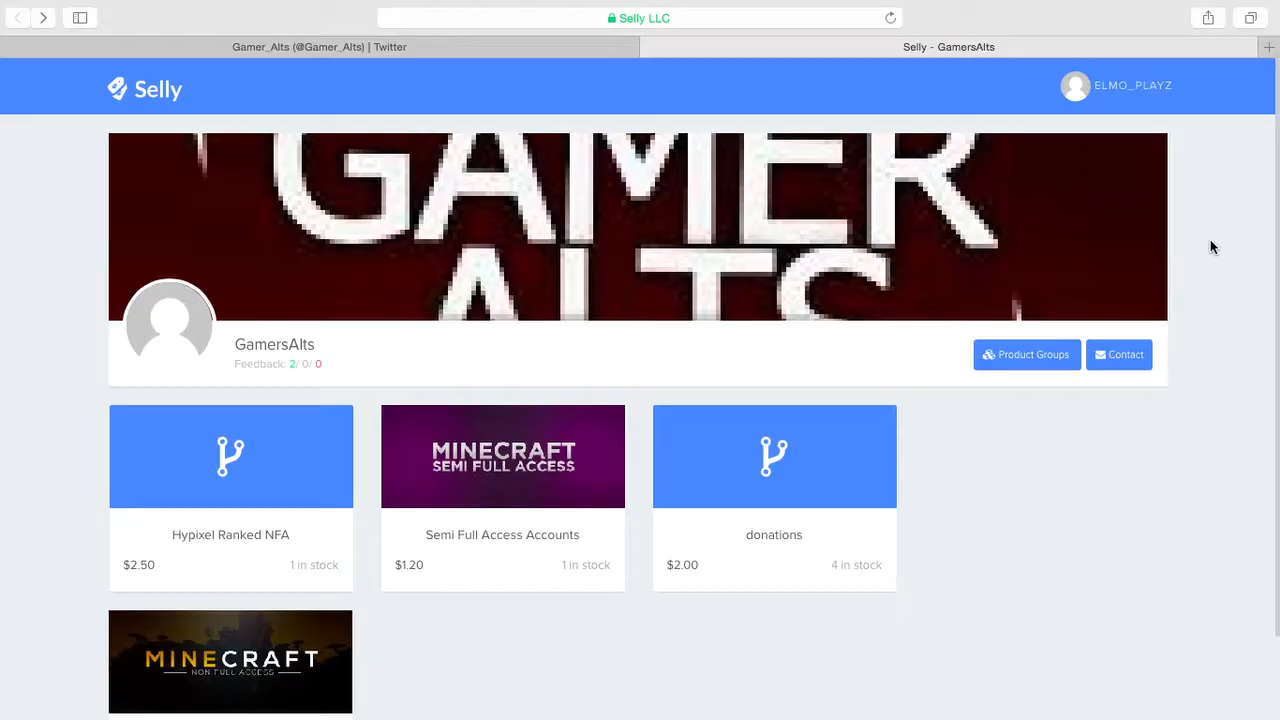 Selly LLC
Gamer_Alts (@Gamer_Alts) | Twitter
Selly - GamersAlts
Selly
ELMO_PLAYZ
GAMER
ALTS
GamersAlts
Feedback: 2/ 0/ 0
Product Groups
Contact
MINECRAFT
SEMI FULL ACCESS
Hypixel Ranked NFA
Semi Full Access Accounts
donations
$2.50
1 in stock
$1.20
1 in stock
$2.00
4 in stock
MINECRAFT
NON FULL ACCESS